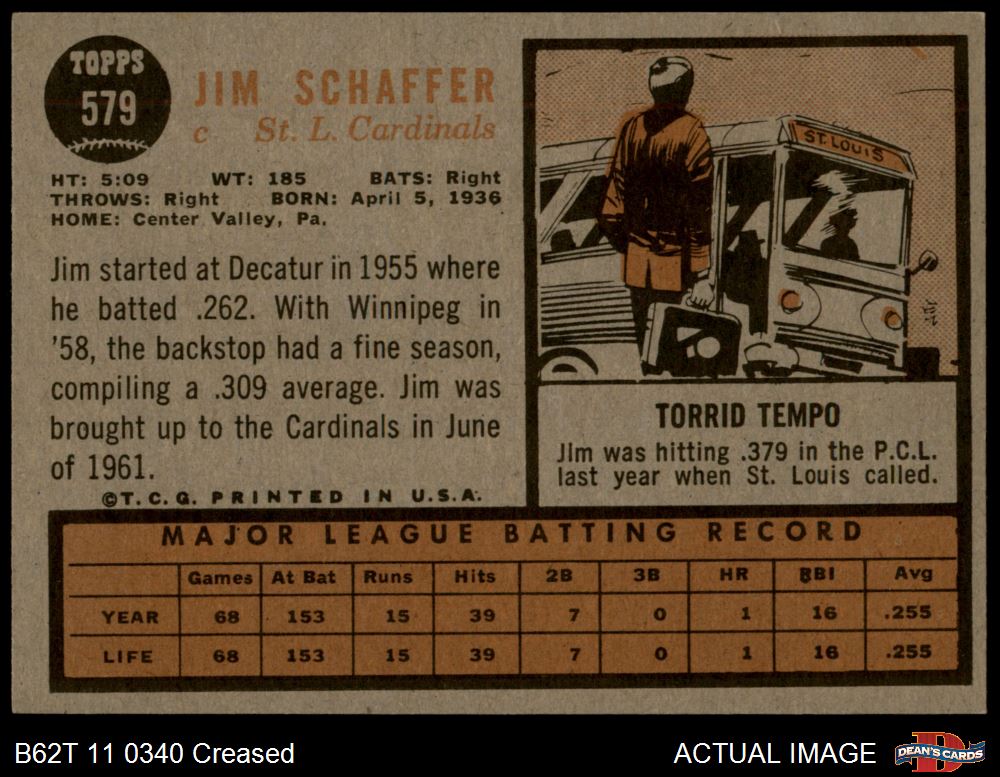 TOPPS
579
JIM SCHAFFER
c St. L. Cardinals
HT: 5:09 WT: 185 BATS: Right
THROWS: Right BORN: April 5, 1936
HOME: Center Valley, Pa.
Jim started at Decatur in 1955 where
he batted .262. With Winnipeg in
'58, the backstop had a fine season,
compiling a .309 average. Jim was
brought up to the Cardinals in June
of 1961.
©T.C.G. PRINTED IN U.S.A.
ST. LOUIS
TORRID TEMPO
Jim was hitting .379 in the P.C.L.
last year when St. Louis called.
MAJOR LEAGUE BATTING RECORD
Games At Bat Runs Hits 2B 3B HR RBI Avg
YEAR 68 153 15 39 7 0 1 16 .255
LIFE 68 153 15 39 7 0 1 16 .255
B62T 11 0340 Creased
ACTUAL IMAGE
DEAN'S CARDS